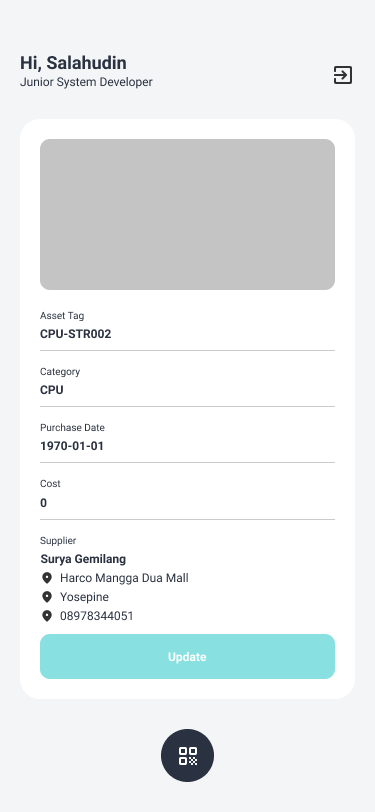 Hi, Salahudin
Junior System Developer
Asset Tag
CPU-STR002
Category
CPU
Purchase Date
1970-01-01
Cost
0
Supplier
Surya Gemilang
Harco Mangga Dua Mall
Yosepine
08978344051
Update